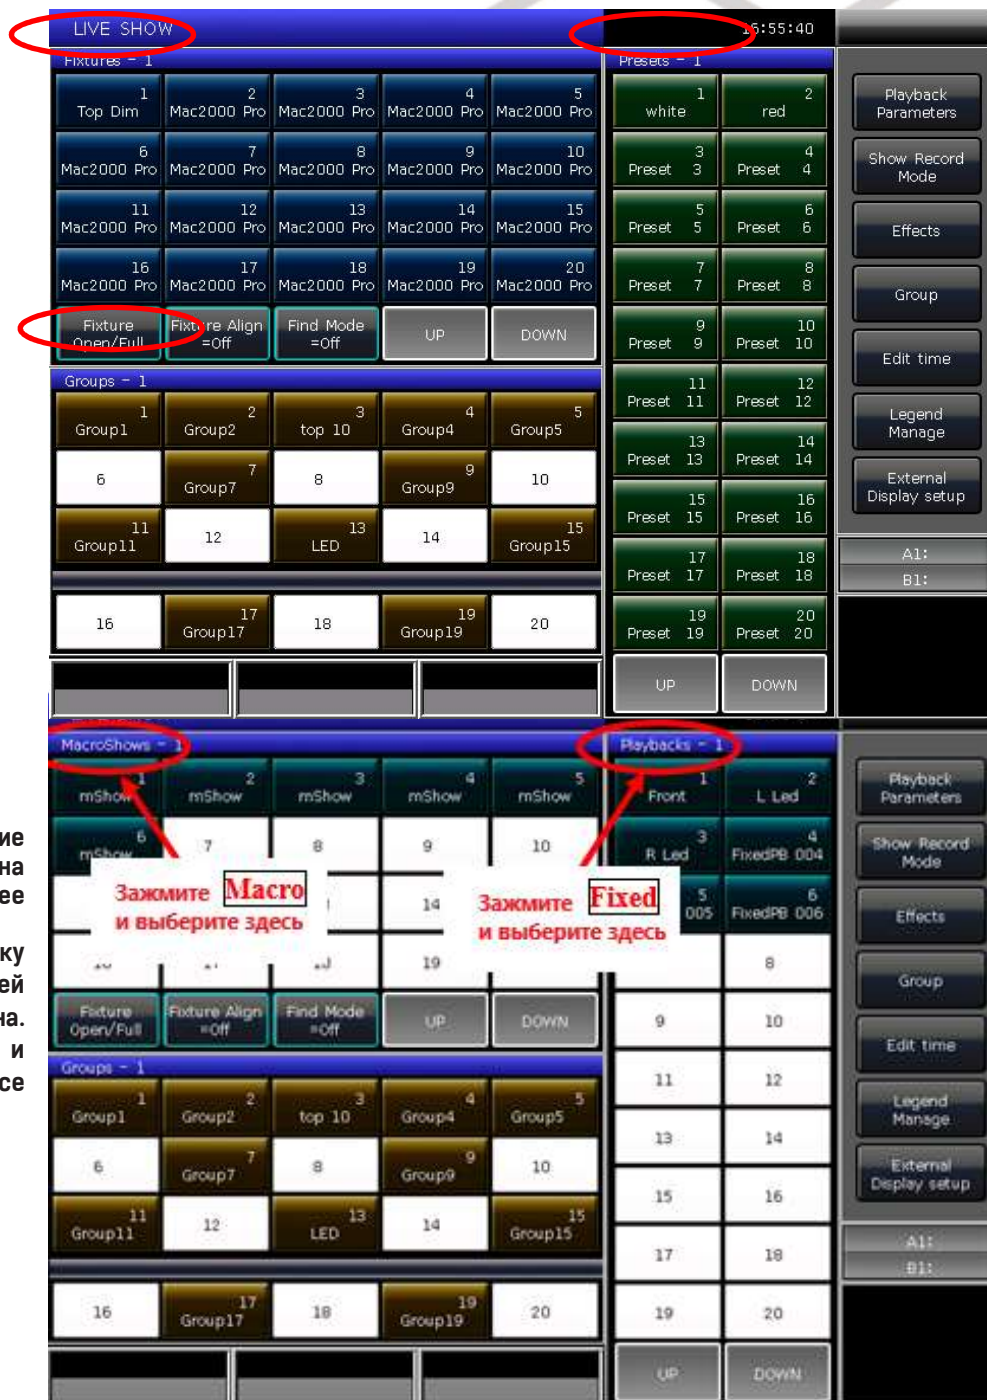 LIVE SHOW
16:55:40
Fixtures - 1
1 Top Dim
2 Mac2000 Pro
3 Mac2000 Pro
4 Mac2000 Pro
5 Mac2000 Pro
6 Mac2000 Pro
7 Mac2000 Pro
8 Mac2000 Pro
9 Mac2000 Pro
10 Mac2000 Pro
11 Mac2000 Pro
12 Mac2000 Pro
13 Mac2000 Pro
14 Mac2000 Pro
15 Mac2000 Pro
16 Mac2000 Pro
17 Mac2000 Pro
18 Mac2000 Pro
19 Mac2000 Pro
20 Mac2000 Pro
Fixture Open/Full
Fixture Align =Off
Find Mode =Off
UP
DOWN
Groups - 1
1 Group1
2 Group2
3 top 10
4 Group4
5 Group5
6
7 Group7
8
9 Group9
10
11 Group11
12
13 LED
14
15 Group15
16
17 Group17
18
19 Group19
20
Presets - 1
1 white
2 red
3 Preset 3
4 Preset 4
5 Preset 5
6 Preset 6
7 Preset 7
8 Preset 8
9 Preset 9
10 Preset 10
11 Preset 11
12 Preset 12
13 Preset 13
14 Preset 14
15 Preset 15
16 Preset 16
17 Preset 17
18 Preset 18
19 Preset 19
20 Preset 20
UP
DOWN
Playback Parameters
Show Record Mode
Effects
Group
Edit time
Legend Manage
External Display setup
A1:
B1:
ие
на
ее
ку
ей
на.
и
се
MacroShows - 1
1 mShow
2 mShow
3 mShow
4 mShow
5 mShow
6 mShow
7
8
9
10
14
19
Зажмите Macro
и выберите здесь
Fixture Open/Full
Fixture Align =Off
Find Mode =Off
UP
DOWN
Groups - 1
1 Group1
2 Group2
3 top 10
4 Group4
5 Group5
6
7 Group7
8
9 Group9
10
11 Group11
12
13 LED
14
15 Group15
16
17 Group17
18
19 Group19
20
Playbacks - 1
1 Front
2 L Led
3 R Led
4 FixedPB 004
5 005
6 FixedPB 006
Зажмите Fixed
и выберите здесь
8
9
10
11
12
13
14
15
16
17
18
19
20
UP
DOWN
Playback Parameters
Show Record Mode
Effects
Group
Edit time
Legend Manage
External Display setup
A1:
B1: